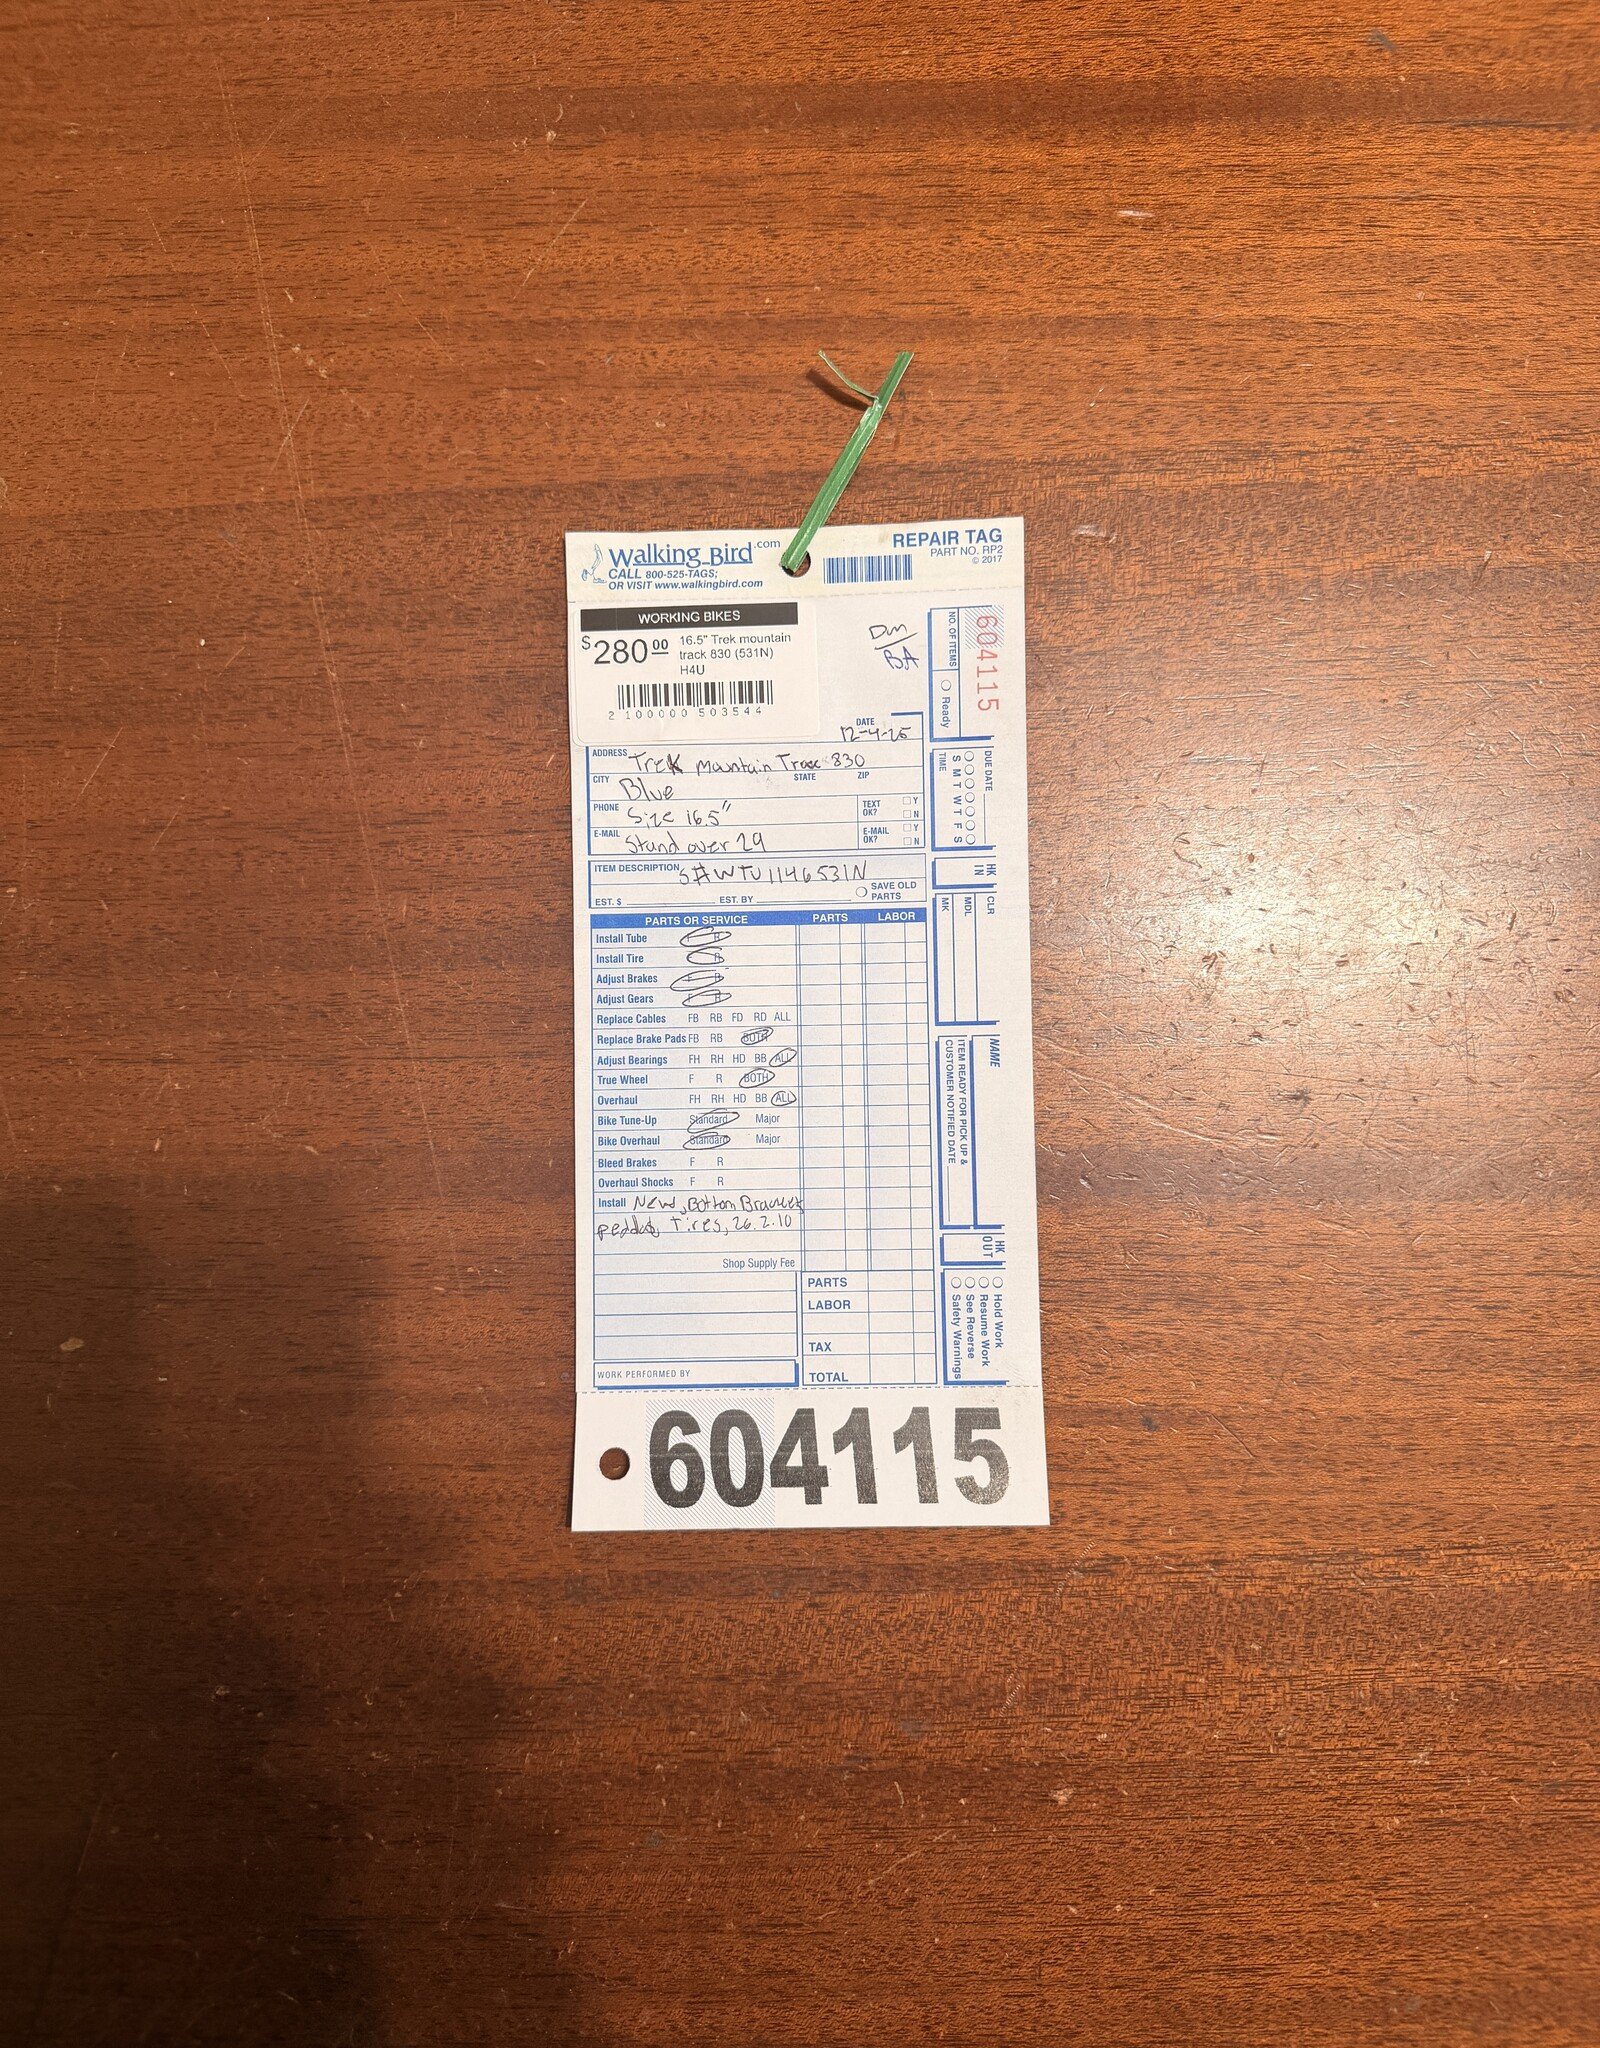 Walking Bird.com
CALL 800-525-TAGS;
OR VISIT www.walkingbird.com
REPAIR TAG
PART NO. RP2
© 2017
WORKING BIKES
$280.00
16.5" Trek mountain
track 830 (531N)
H4U
2 100000 503544
DM/BA
DATE
12-4-25
ADDRESS Trek Mountain Track 830
CITY STATE ZIP
Blue
PHONE Size 16.5"
TEXT OK? Y N
E-MAIL Stand over 29
E-MAIL OK? Y N
ITEM DESCRIPTION S#WTU1146531N
EST. $ EST. BY SAVE OLD PARTS
PARTS OR SERVICE PARTS LABOR
Install Tube F R
Install Tire F R
Adjust Brakes F R
Adjust Gears F R
Replace Cables FB RB FD RD ALL
Replace Brake Pads FB RB BOTH
Adjust Bearings FH RH HD BB ALL
True Wheel F R BOTH
Overhaul FH RH HD BB ALL
Bike Tune-Up Standard Major
Bike Overhaul Standard Major
Bleed Brakes F R
Overhaul Shocks F R
Install New, Bottom Bracket,
Tires, 26.2.10
Shop Supply Fee
PARTS
LABOR
TAX
TOTAL
WORK PERFORMED BY
604115
NO. OF ITEMS
Ready
DUE DATE
S M T W T F S
TIME
HK IN
CLR
MDL
MK
NAME
ITEM READY FOR PICK UP &
CUSTOMER NOTIFIED DATE
HK OUT
Hold Work
Resume Work
See Reverse
Safety Warnings
604115